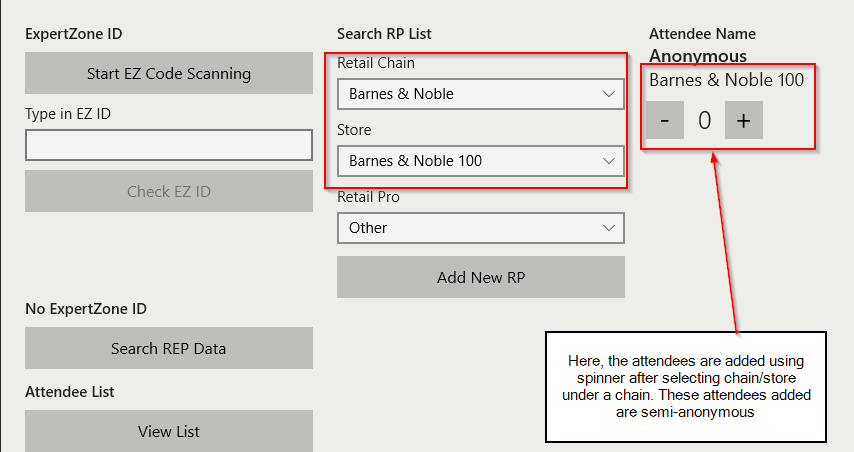 ExpertZone ID
Start EZ Code Scanning
Type in EZ ID
Check EZ ID
No ExpertZone ID
Search REP Data
Attendee List
View List
Search RP List
Retail Chain
Barnes & Noble
Store
Barnes & Noble 100
Retail Pro
Other
Add New RP
Attendee Name
Anonymous
Barnes & Noble 100
- 0 +
Here, the attendees are added using
spinner after selecting chain/store
under a chain. These attendees added
are semi-anonymous